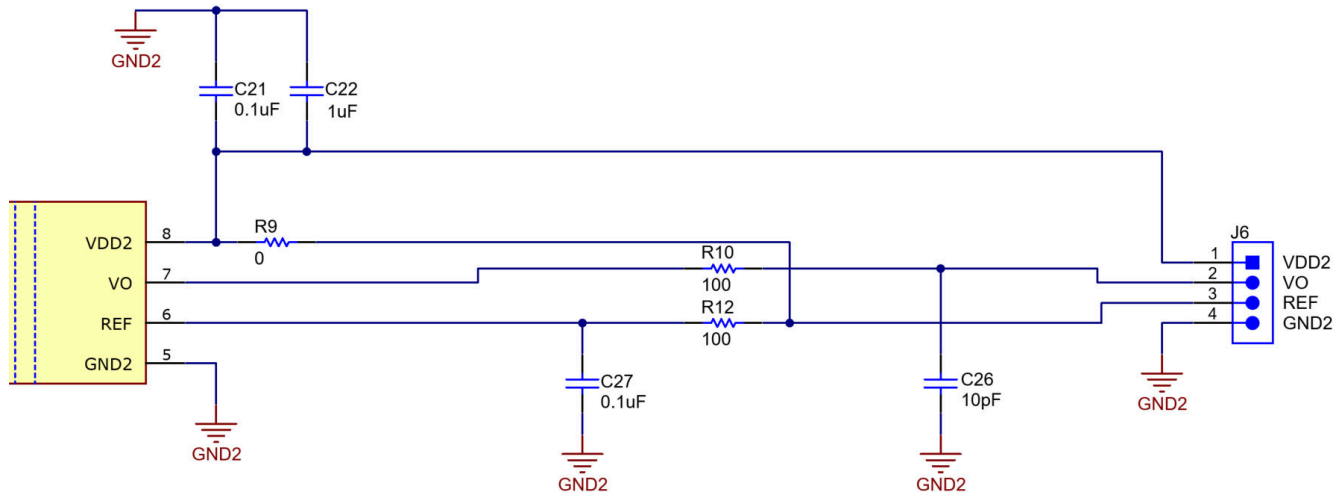 GND2
C21
0.1uF
C22
1uF
VDD2
8
R9
0
VO
7
R10
100
REF
6
R12
100
GND2
5
C27
0.1uF
C26
10pF
J6
1
VDD2
2
VO
3
REF
4
GND2
GND2
GND2
GND2
GND2